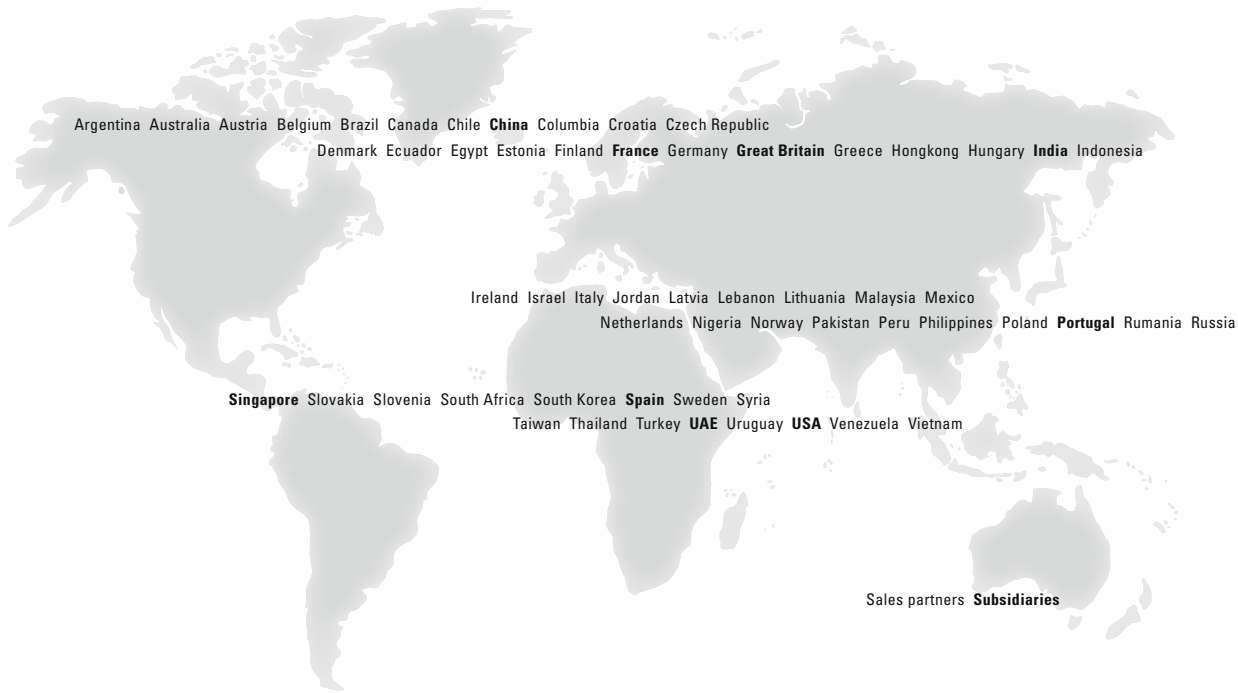 Argentina Australia Austria Belgium Brazil Canada Chile China Columbia Croatia Czech Republic
Denmark Ecuador Egypt Estonia Finland France Germany Great Britain Greece Hongkong Hungary India Indonesia
Ireland Israel Italy Jordan Latvia Lebanon Lithuania Malaysia Mexico
Netherlands Nigeria Norway Pakistan Peru Philippines Poland Portugal Rumania Russia
Singapore Slovakia Slovenia South Africa South Korea Spain Sweden Syria
Taiwan Thailand Turkey UAE Uruguay USA Venezuela Vietnam
Sales partners Subsidiaries